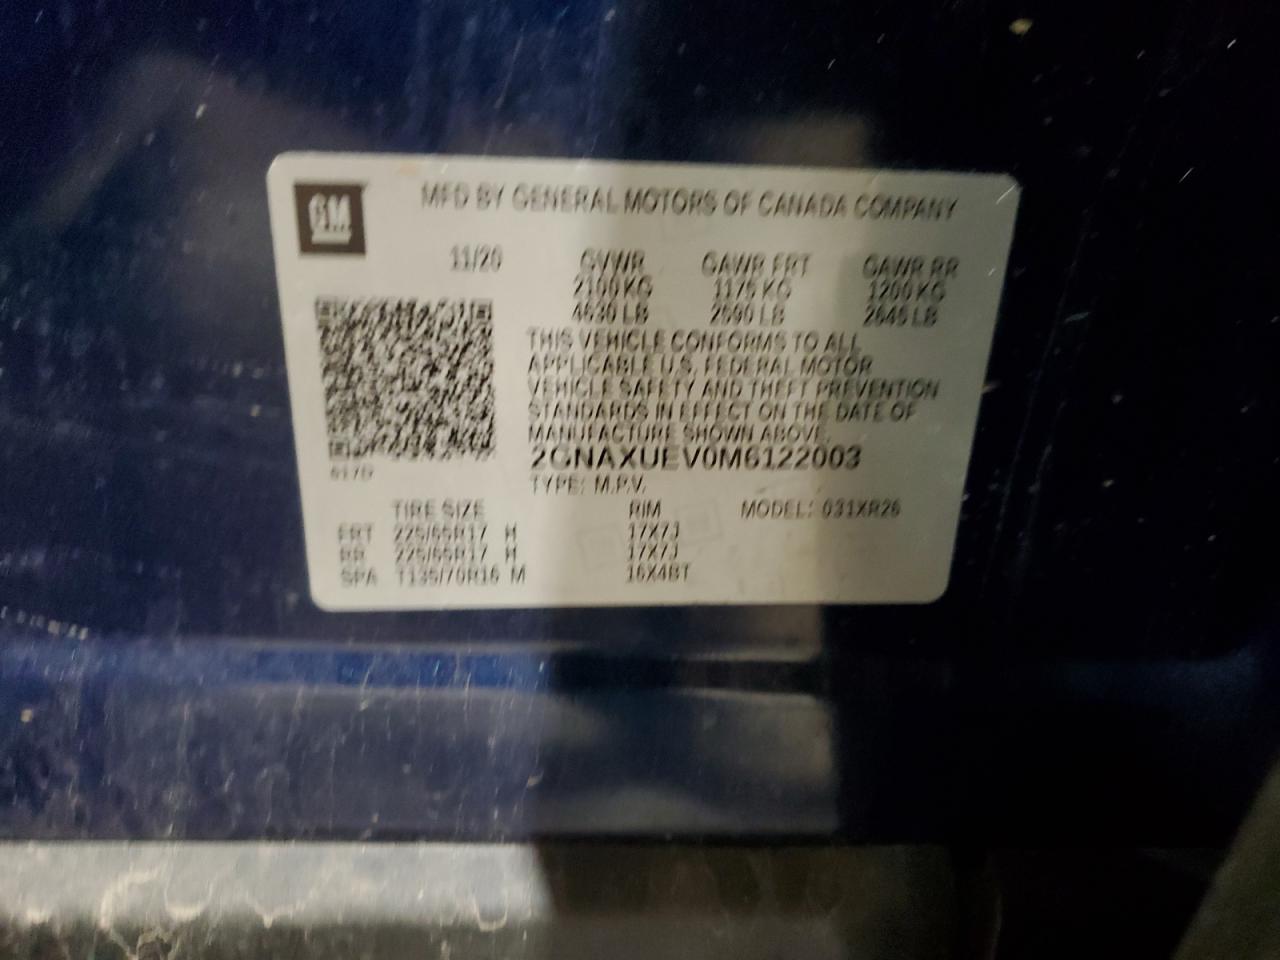 GM
MFD BY GENERAL MOTORS OF CANADA COMPANY
11/20 GVWR GAWR FRT GAWR RR
2100 KG 1175 KG 1200 KG
4630 LB 2590 LB 2645 LB
THIS VEHICLE CONFORMS TO ALL
APPLICABLE U.S. FEDERAL MOTOR
VEHICLE SAFETY AND THEFT PREVENTION
STANDARDS IN EFFECT ON THE DATE OF
MANUFACTURE SHOWN ABOVE.
2GNAXUEV0M6122003
TYPE: M.P.V.
TIRE SIZE RIM MODEL: 031XR26
FRT 225/65R17 H 17X7J
RR 225/65R17 H 17X7J
SPA T135/70R16 M 16X4BT